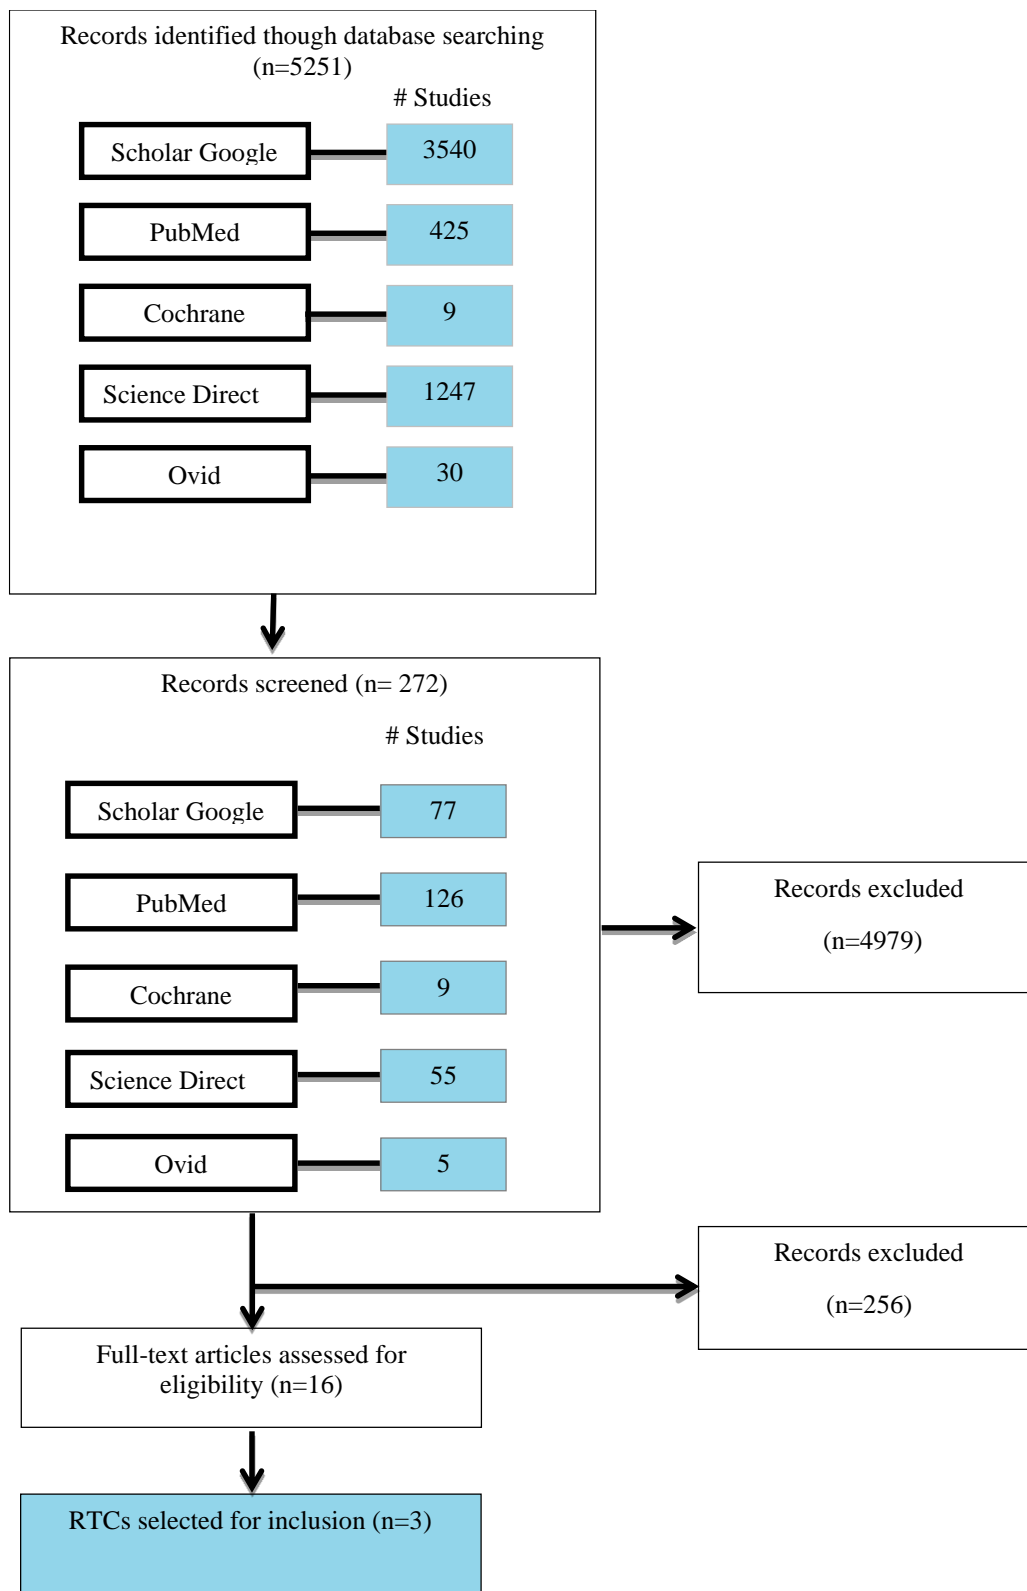 Records identified though database searching
(n=5251)
# Studies
Scholar Google
3540
PubMed
425
Cochrane
9
Science Direct
1247
Ovid
30
Records screened (n= 272)
# Studies
Scholar Google
77
PubMed
126
Cochrane
9
Science Direct
55
Ovid
5
Records excluded
(n=4979)
Records excluded
(n=256)
Full-text articles assessed for
eligibility (n=16)
RTCs selected for inclusion (n=3)